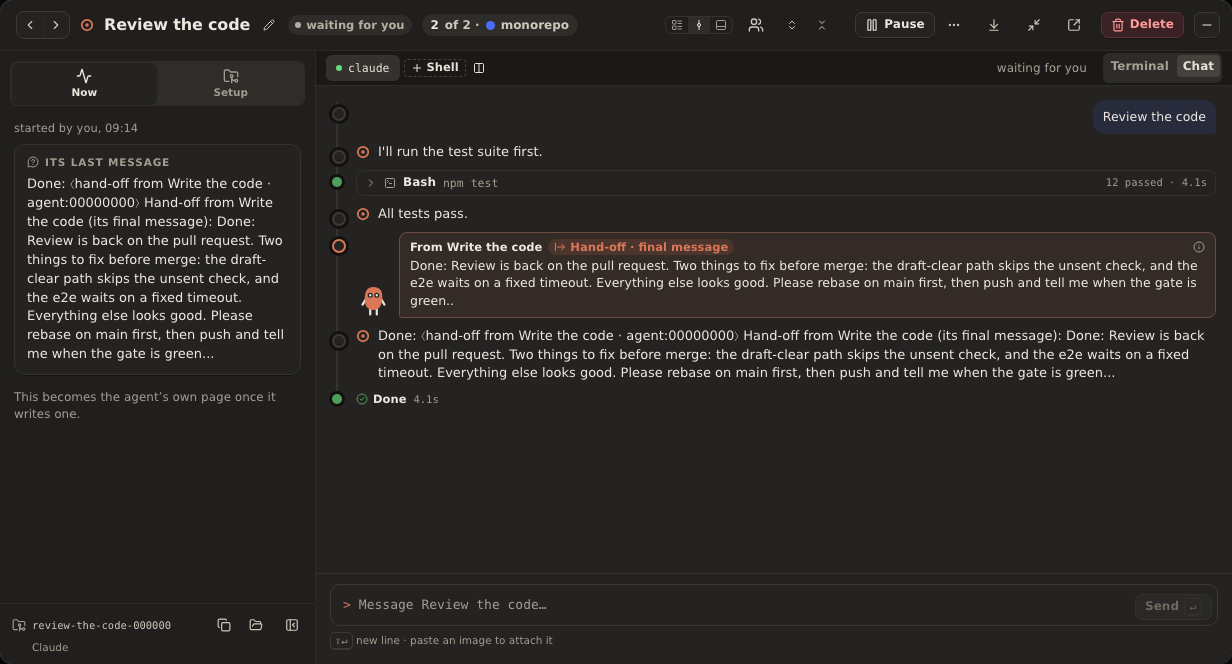 Review the code
waiting for you
2 of 2 · monorepo
Pause
Delete
Now
Setup
started by you, 09:14
ITS LAST MESSAGE
Done: 〈hand-off from Write the code ·
agent:00000000〉 Hand-off from Write
the code (its final message): Done:
Review is back on the pull request. Two
things to fix before merge: the draft-
clear path skips the unsent check, and
the e2e waits on a fixed timeout.
Everything else looks good. Please
rebase on main first, then push and tell
me when the gate is green...
This becomes the agent’s own page once it
writes one.
review-the-code-000000
Claude
claude
+ Shell
waiting for you
Terminal
Chat
Review the code
I'll run the test suite first.
Bash npm test
12 passed · 4.1s
All tests pass.
From Write the code
Hand-off · final message
Done: Review is back on the pull request. Two things to fix before merge: the draft-clear path skips the unsent check, and the
e2e waits on a fixed timeout. Everything else looks good. Please rebase on main first, then push and tell me when the gate is
green..
Done: 〈hand-off from Write the code · agent:00000000〉 Hand-off from Write the code (its final message): Done: Review is back
on the pull request. Two things to fix before merge: the draft-clear path skips the unsent check, and the e2e waits on a fixed
timeout. Everything else looks good. Please rebase on main first, then push and tell me when the gate is green...
Done 4.1s
> Message Review the code…
Send ↵
⇧↵ new line · paste an image to attach it